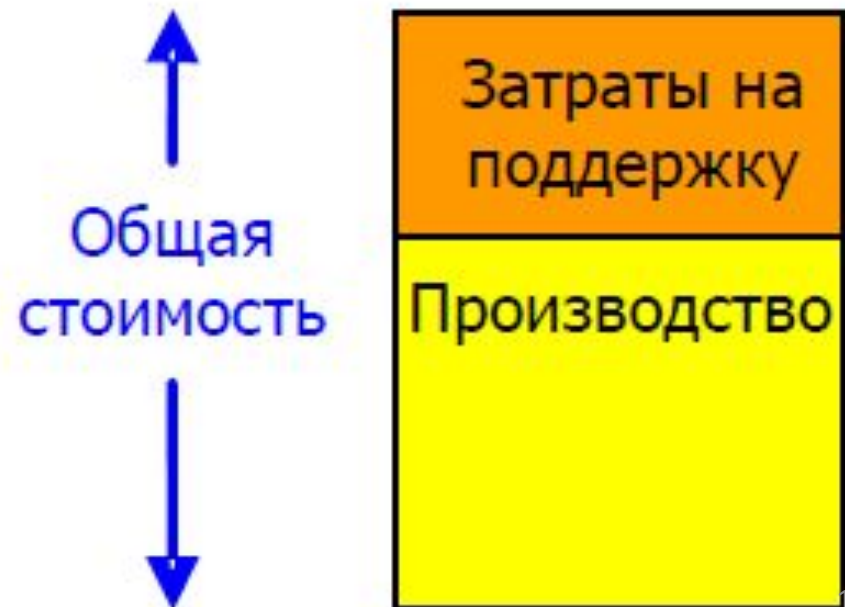 Общая
стоимость
Затраты на
поддержку
Производство